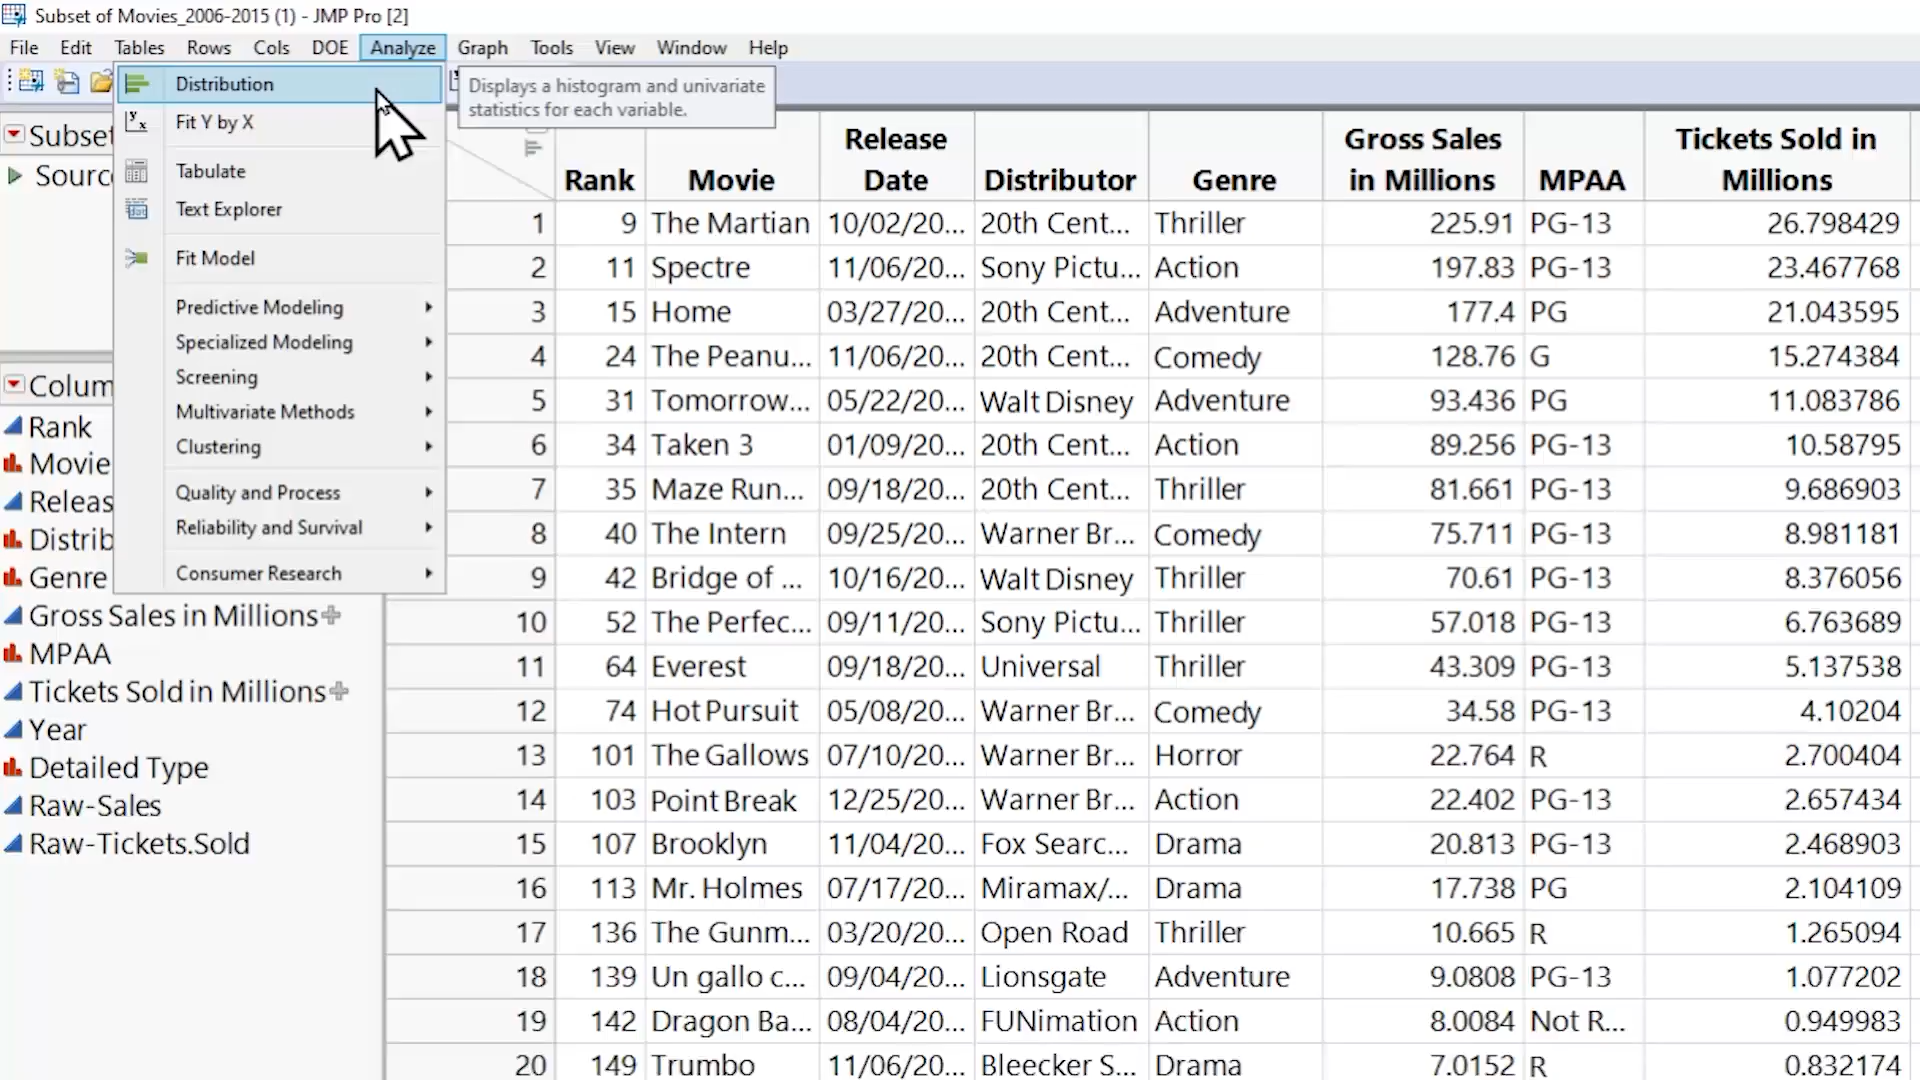 Subset of Movies_2006-2015 (1) - JMP Pro [2]
File Edit Tables Rows Cols DOE Analyze Graph Tools View Window Help
Distribution
Fit Y by X
Tabulate
Text Explorer
Fit Model
Predictive Modeling
Specialized Modeling
Screening
Multivariate Methods
Clustering
Quality and Process
Reliability and Survival
Consumer Research
Displays a histogram and univariate
statistics for each variable.
Subset
Sourc
Colum
Rank
Movie
Releas
Distrib
Genre
Gross Sales in Millions
MPAA
Tickets Sold in Millions
Year
Detailed Type
Raw-Sales
Raw-Tickets.Sold
Rank Movie Release Date Distributor Genre Gross Sales in Millions MPAA Tickets Sold in Millions
1 9 The Martian 10/02/20... 20th Cent... Thriller 225.91 PG-13 26.798429
2 11 Spectre 11/06/20... Sony Pictu... Action 197.83 PG-13 23.467768
3 15 Home 03/27/20... 20th Cent... Adventure 177.4 PG 21.043595
4 24 The Peanu... 11/06/20... 20th Cent... Comedy 128.76 G 15.274384
5 31 Tomorrow... 05/22/20... Walt Disney Adventure 93.436 PG 11.083786
6 34 Taken 3 01/09/20... 20th Cent... Action 89.256 PG-13 10.58795
7 35 Maze Run... 09/18/20... 20th Cent... Thriller 81.661 PG-13 9.686903
8 40 The Intern 09/25/20... Warner Br... Comedy 75.711 PG-13 8.981181
9 42 Bridge of ... 10/16/20... Walt Disney Thriller 70.61 PG-13 8.376056
10 52 The Perfec... 09/11/20... Sony Pictu... Thriller 57.018 PG-13 6.763689
11 64 Everest 09/18/20... Universal Thriller 43.309 PG-13 5.137538
12 74 Hot Pursuit 05/08/20... Warner Br... Comedy 34.58 PG-13 4.10204
13 101 The Gallows 07/10/20... Warner Br... Horror 22.764 R 2.700404
14 103 Point Break 12/25/20... Warner Br... Action 22.402 PG-13 2.657434
15 107 Brooklyn 11/04/20... Fox Searc... Drama 20.813 PG-13 2.468903
16 113 Mr. Holmes 07/17/20... Miramax/... Drama 17.738 PG 2.104109
17 136 The Gunm... 03/20/20... Open Road Thriller 10.665 R 1.265094
18 139 Un gallo c... 09/04/20... Lionsgate Adventure 9.0808 PG-13 1.077202
19 142 Dragon Ba... 08/04/20... FUNimation Action 8.0084 Not R... 0.949983
20 149 Trumbo 11/06/20... Bleecker S... Drama 7.0152 R 0.832174